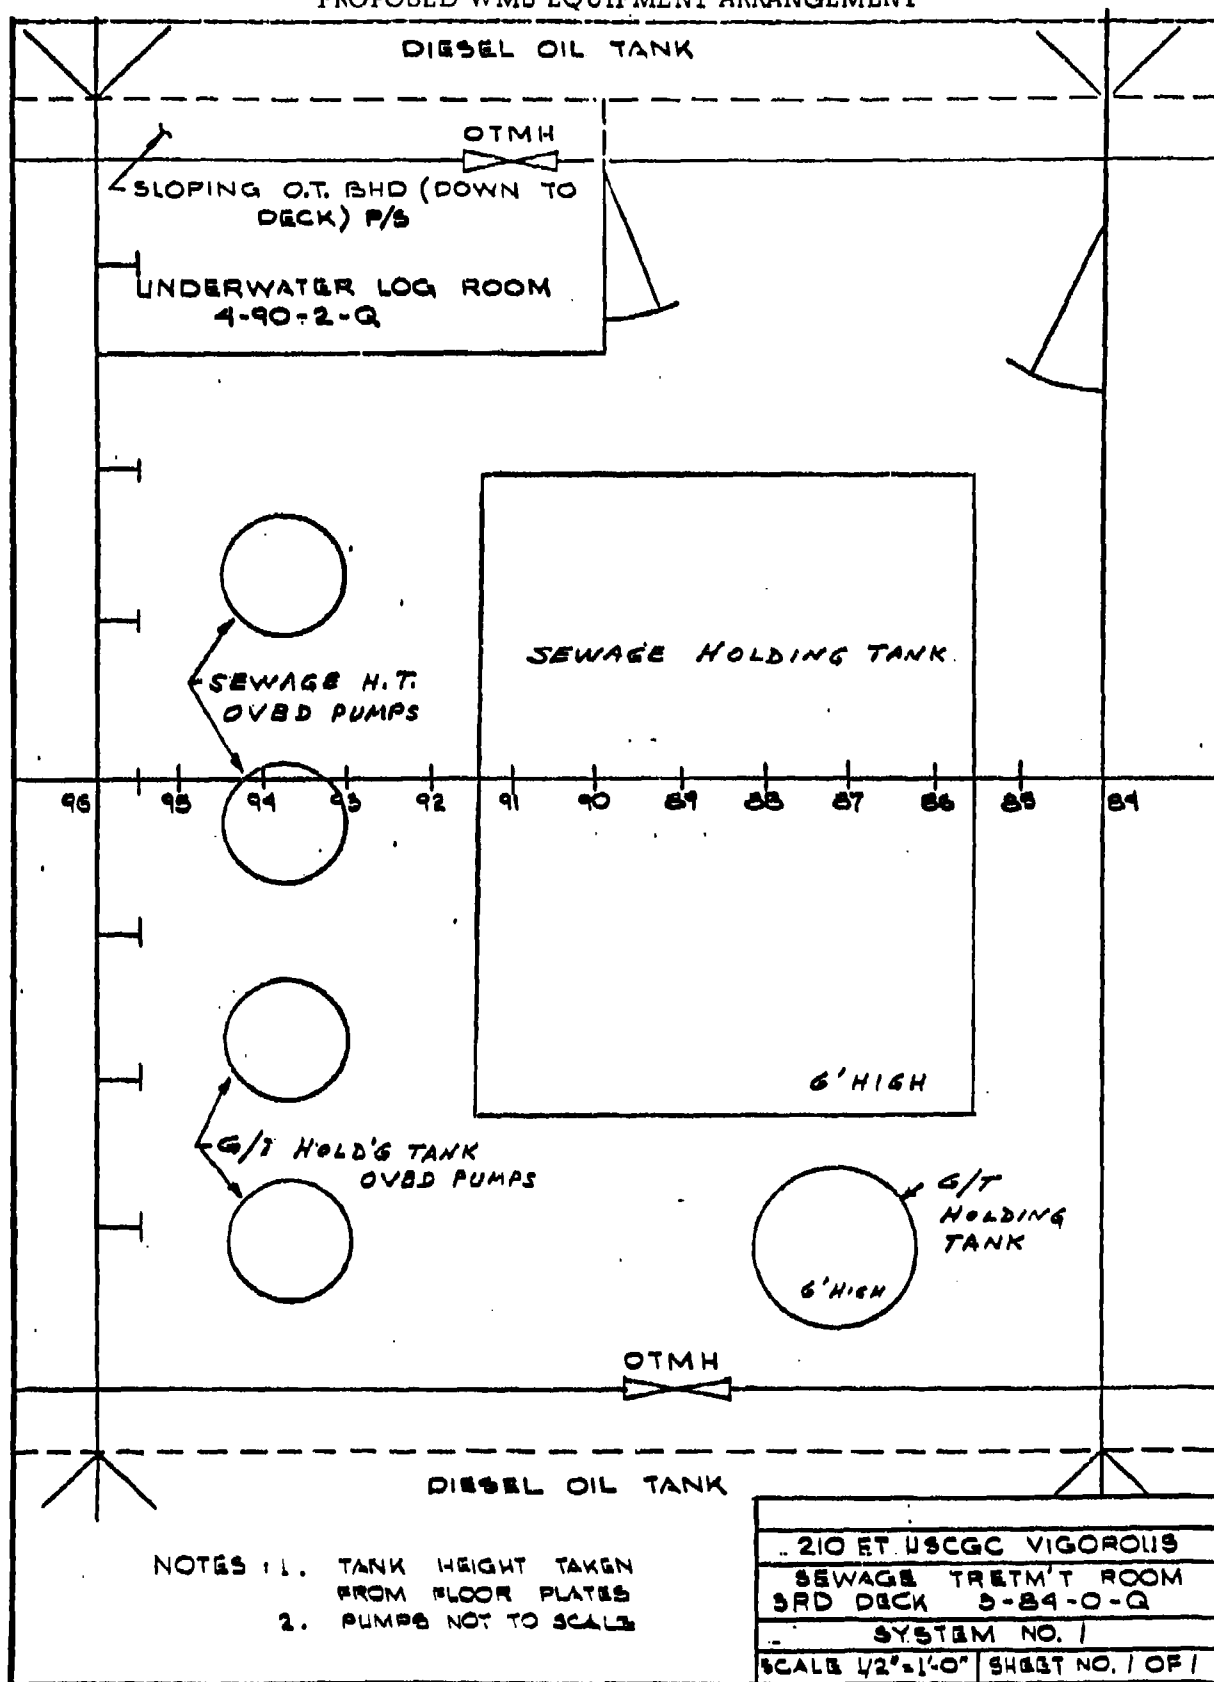 PROPOSED WMS EQUIPMENT ARRANGEMENT
DIESEL OIL TANK
OTMH
SLOPING O.T. BHD (DOWN TO
DECK) P/S
UNDERWATER LOG ROOM
4-90-2-Q
SEWAGE HOLDING TANK
SEWAGE H.T.
OVBD PUMPS
96 95 94 93 92 91 90 89 88 87 86 85 84
6' HIGH
G/T HOLD'G TANK
OVBD PUMPS
G/T
HOLDING
TANK
6' HIGH
OTMH
DIESEL OIL TANK
NOTES: 1. TANK HEIGHT TAKEN
FROM FLOOR PLATES
2. PUMPS NOT TO SCALE
210 FT. USCGC VIGOROUS
SEWAGE TRETM'T ROOM
3RD DECK 3-84-0-Q
SYSTEM NO. 1
SCALE 1/2"=1'-0" SHEET NO. 1 OF 1